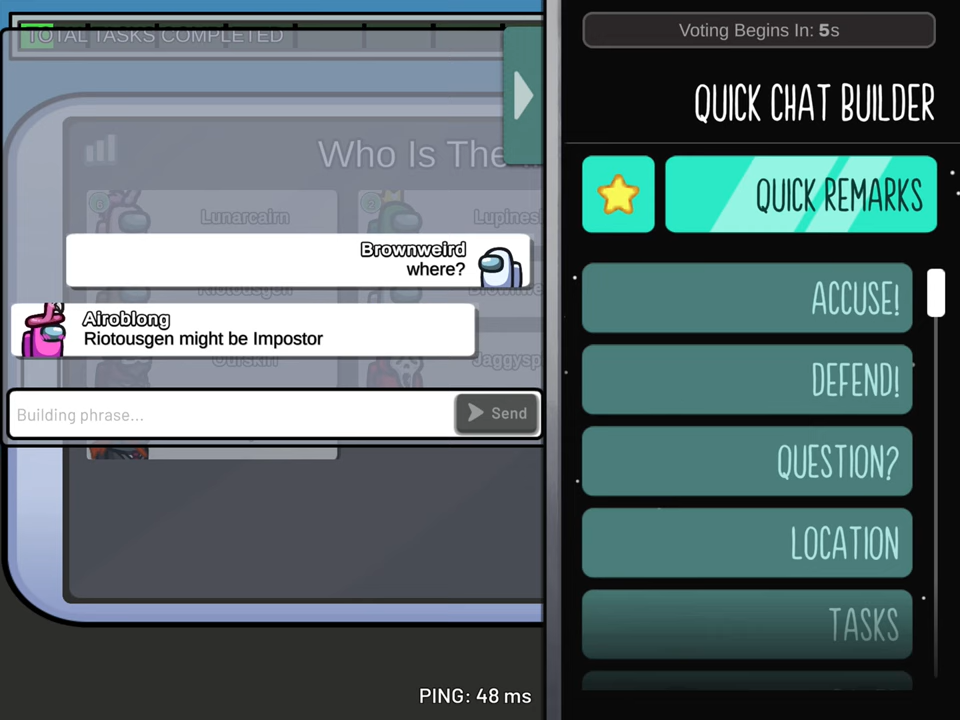 TOTAL TASKS COMPLETED
Voting Begins In: 5s
QUICK CHAT BUILDER
QUICK REMARKS
Who Is The
Lunarcairn
Brownweird
where?
Riotousgen
Airoblong
Riotousgen might be Impostor
Building phrase...
Send
ACCUSE!
DEFEND!
QUESTION?
LOCATION
TASKS
PING: 48 ms